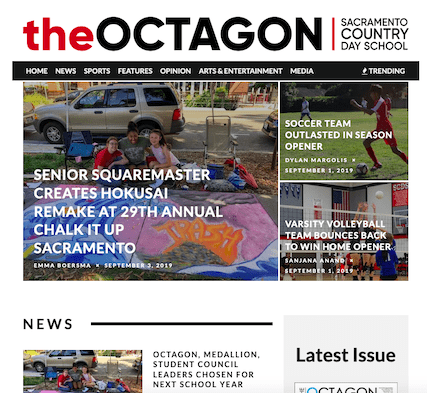 theOCTAGON
SACRAMENTO
COUNTRY
DAY SCHOOL
HOME NEWS SPORTS FEATURES OPINION ARTS & ENTERTAINMENT MEDIA TRENDING
SENIOR SQUAREMASTER
CREATES HOKUSAI
REMAKE AT 29TH ANNUAL
CHALK IT UP
SACRAMENTO
EMMA BOERSMA • SEPTEMBER 3, 2019
SOCCER TEAM
OUTLASTED IN SEASON
OPENER
DYLAN MARGOLIS •
SEPTEMBER 1, 2019
SCDS
VARSITY VOLLEYBALL
TEAM BOUNCES BACK
TO WIN HOME OPENER
SANJANA ANAND •
SEPTEMBER 1, 2019
NEWS
OCTAGON, MEDALLION,
STUDENT COUNCIL
LEADERS CHOSEN FOR
NEXT SCHOOL YEAR
Latest Issue
OCTAGON